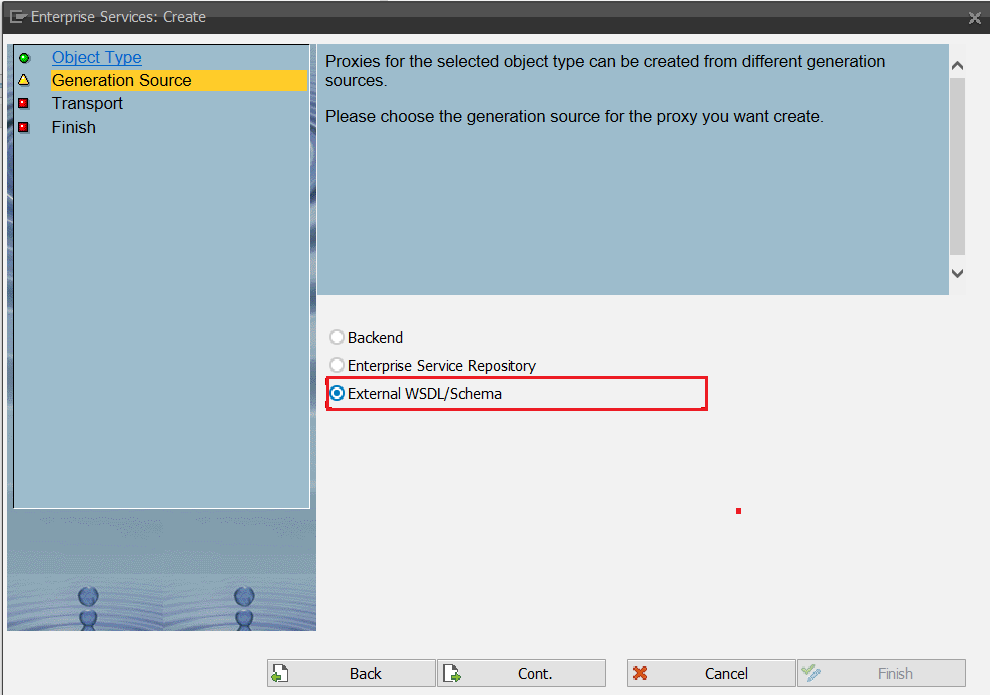 Enterprise Services: Create
Object Type
Generation Source
Transport
Finish
Proxies for the selected object type can be created from different generation
sources.
Please choose the generation source for the proxy you want create.
Backend
Enterprise Service Repository
External WSDL/Schema
Back
Cont.
Cancel
Finish